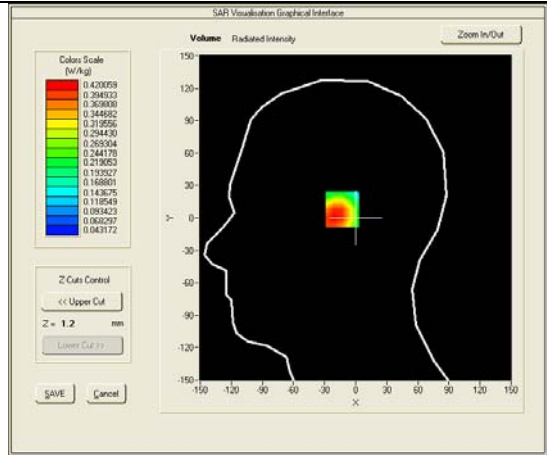 SAR Visualisation Graphical Interface
Volume Radiated Intensity
Zoom In/Out
Colors Scale
(W/kg)
0.420059
0.394933
0.369808
0.344682
0.319556
0.294430
0.269304
0.244178
0.219053
0.193927
0.168801
0.143675
0.118549
0.093423
0.068297
0.043172
Z Cuts Control
<< Upper Cut
Z = 1.2 mm
Lower Cut >>
SAVE Cancel
150
120
90
60
30
0
-30
-60
-90
-120
-150
Y
-150 -120 -90 -60 -30 0 30 60 90 120 150
X